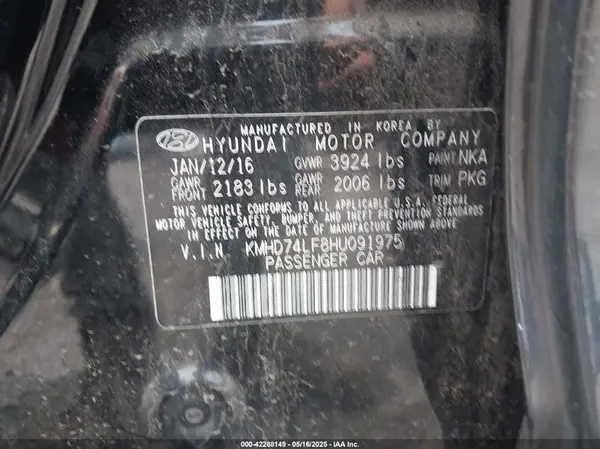 MANUFACTURED IN KOREA BY
HYUNDAI MOTOR COMPANY
JAN/12/16 GVWR 3924 lbs PAINT NKA
GAWR FRONT 2183 lbs GAWR REAR 2006 lbs TRIM PKG
THIS VEHICLE CONFORMS TO ALL APPLICABLE U.S.A. FEDERAL
MOTOR VEHICLE SAFETY, BUMPER, AND THEFT PREVENTION STANDARDS
IN EFFECT ON THE DATE OF MANUFACTURE SHOWN ABOVE.
V.I.N. KMHD74LF8HU091975
PASSENGER CAR
000-42288149 - 05/16/2025 - IAA Inc.